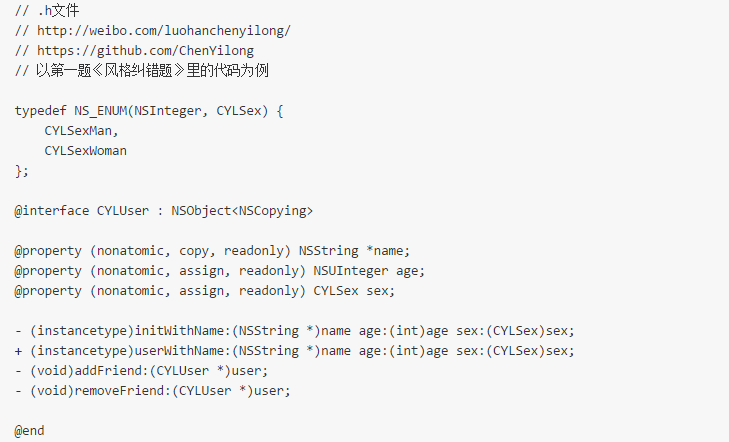 // .h文件
// http://weibo.com/luohanchenyilong/
// https://github.com/ChenYilong
// 以第一题《风格纠错题》里的代码为例
typedef NS_ENUM(NSInteger, CYLSex) {
    CYLSexMan,
    CYLSexWoman
};
@interface CYLUser : NSObject<NSCopying>
@property (nonatomic, copy, readonly) NSString *name;
@property (nonatomic, assign, readonly) NSUInteger age;
@property (nonatomic, assign, readonly) CYLSex sex;
- (instancetype)initWithName:(NSString *)name age:(int)age sex:(CYLSex)sex;
+ (instancetype)userWithName:(NSString *)name age:(int)age sex:(CYLSex)sex;
- (void)addFriend:(CYLUser *)user;
- (void)removeFriend:(CYLUser *)user;
@end